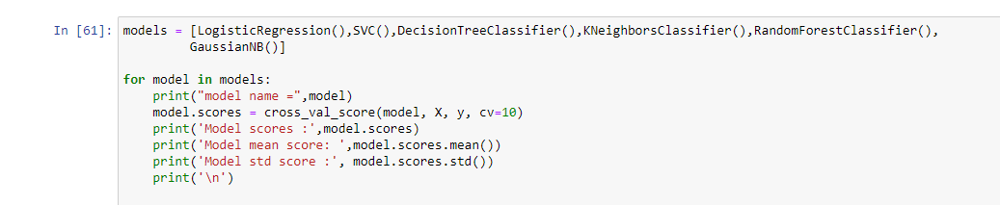 In [61]: models = [LogisticRegression(),SVC(),DecisionTreeClassifier(),KNeighborsClassifier(),RandomForestClassifier(),
GaussianNB()]
for model in models:
print("model name =",model)
model.scores = cross_val_score(model, X, y, cv=10)
print('Model scores :',model.scores)
print('Model mean score: ',model.scores.mean())
print('Model std score :', model.scores.std())
print('\n')